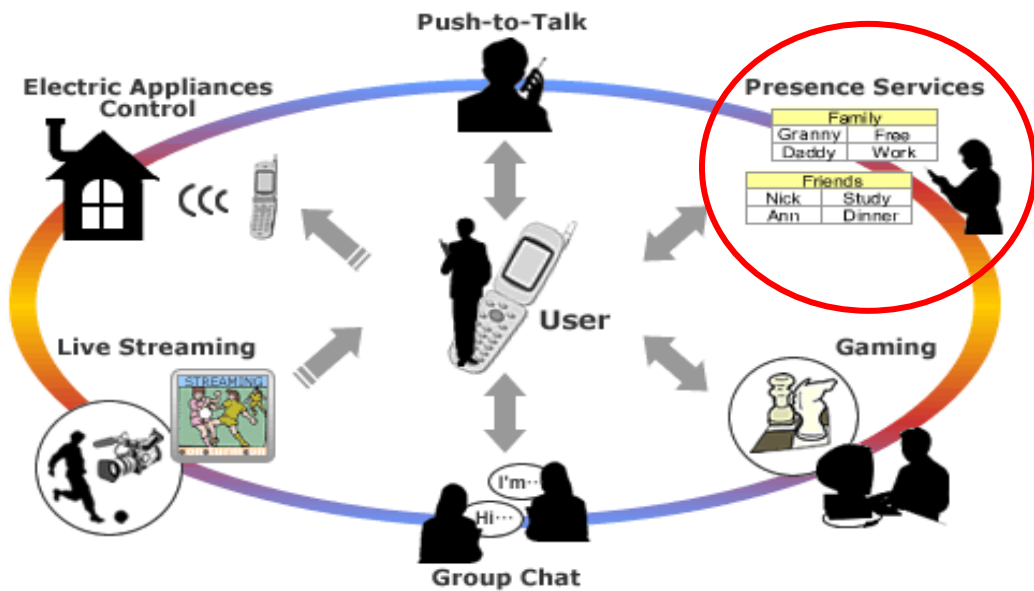 Push-to-Talk
Electric Appliances
Control
Presence Services
Family
Granny Free
Daddy Work
Friends
Nick Study
Ann Dinner
User
Live Streaming
STREAMING
Gaming
I'm…
Hi…
Group Chat